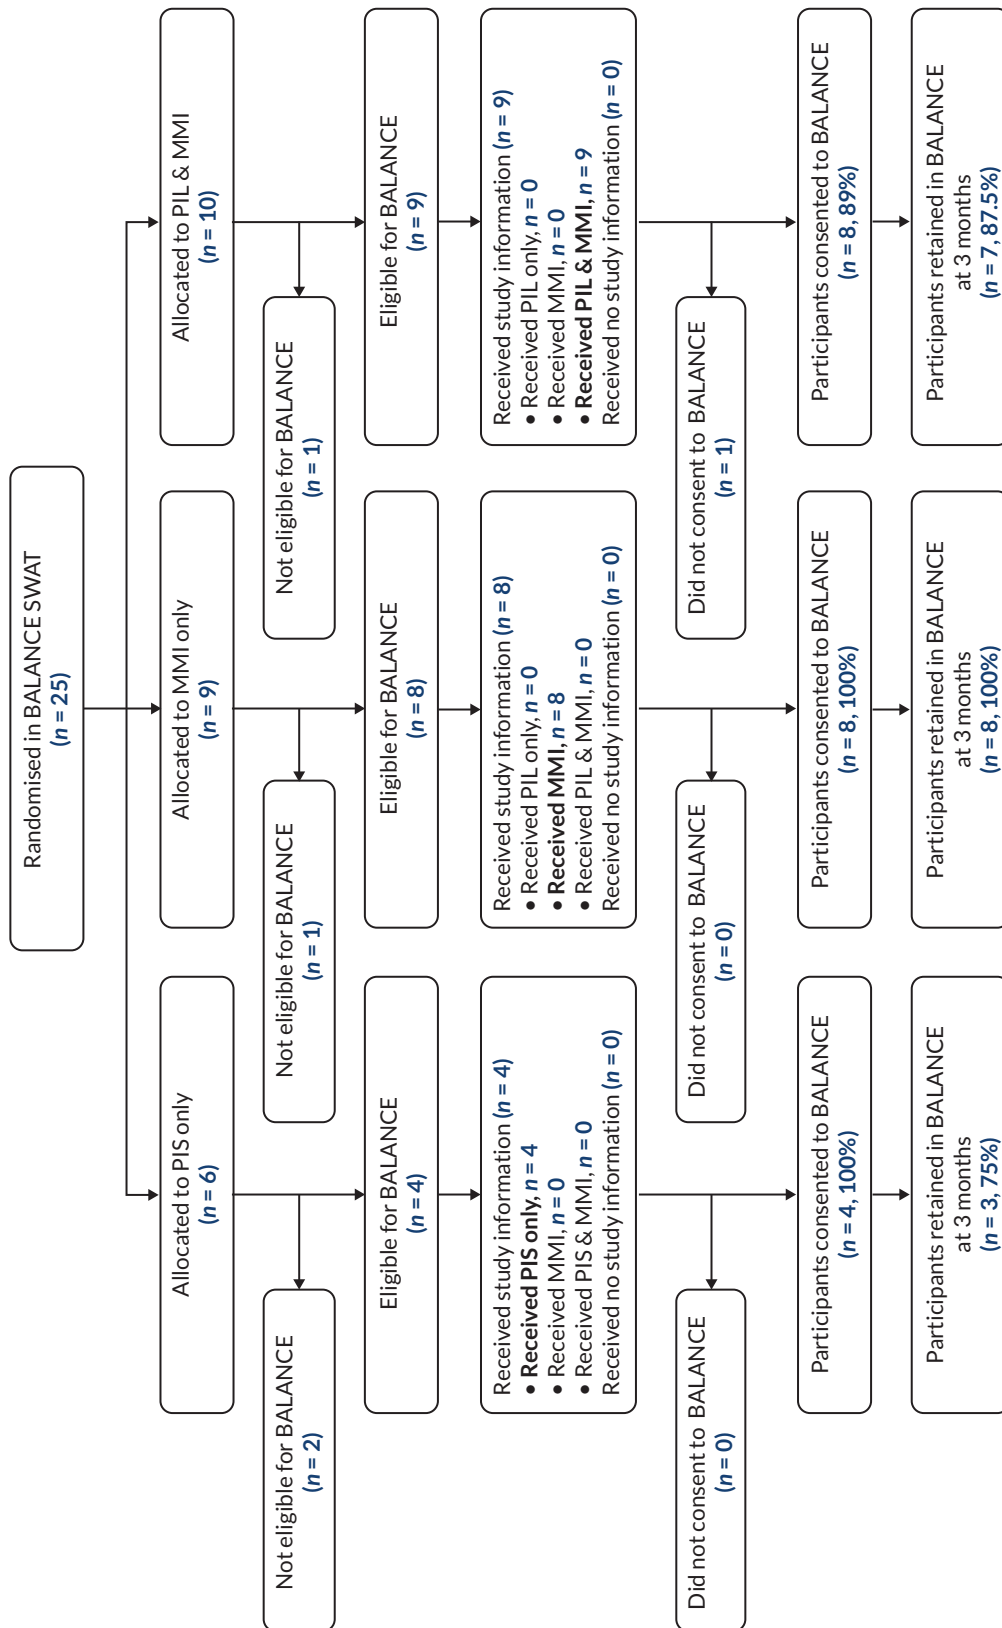 Randomised in BALANCE SWAT
(n = 25)
Allocated to PIS only
(n = 6)
Allocated to MMI only
(n = 9)
Allocated to PIL & MMI
(n = 10)
Not eligible for BALANCE
(n = 2)
Not eligible for BALANCE
(n = 1)
Not eligible for BALANCE
(n = 1)
Eligible for BALANCE
(n = 4)
Eligible for BALANCE
(n = 8)
Eligible for BALANCE
(n = 9)
Received study information (n = 4)
• Received PIS only, n = 4
• Received MMI, n = 0
• Received PIS & MMI, n = 0
Received no study information (n = 0)
Received study information (n = 8)
• Received PIL only, n = 0
• Received MMI, n = 8
• Received PIL & MMI, n = 0
Received no study information (n = 0)
Received study information (n = 9)
• Received PIL only, n = 0
• Received MMI, n = 0
• Received PIL & MMI, n = 9
Received no study information (n = 0)
Did not consent to BALANCE
(n = 0)
Did not consent to BALANCE
(n = 0)
Did not consent to BALANCE
(n = 1)
Participants consented to BALANCE
(n = 4, 100%)
Participants consented to BALANCE
(n = 8, 100%)
Participants consented to BALANCE
(n = 8, 89%)
Participants retained in BALANCE
at 3 months
(n = 3, 75%)
Participants retained in BALANCE
at 3 months
(n = 8, 100%)
Participants retained in BALANCE
at 3 months
(n = 7, 87.5%)